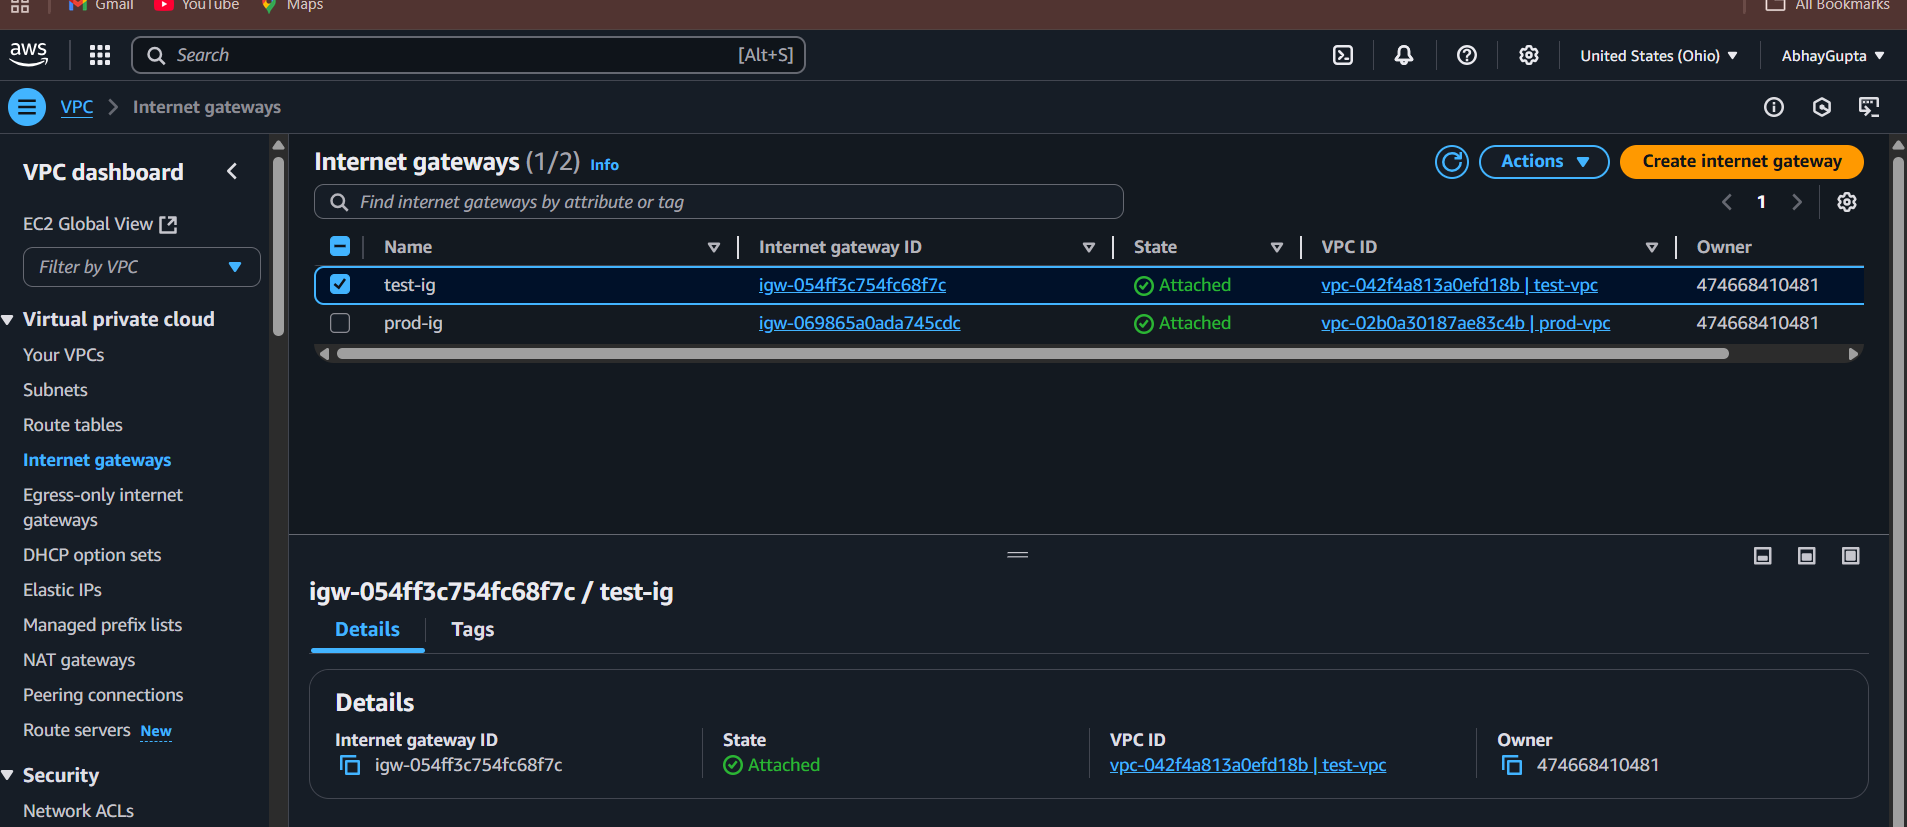 Gmail YouTube Maps All Bookmarks
aws Search [Alt+S] United States (Ohio) AbhayGupta
VPC Internet gateways
VPC dashboard
EC2 Global View
Filter by VPC
Virtual private cloud
Your VPCs
Subnets
Route tables
Internet gateways
Egress-only internet
gateways
DHCP option sets
Elastic IPs
Managed prefix lists
NAT gateways
Peering connections
Route servers New
Security
Network ACLs
Internet gateways (1/2) Info
Actions Create internet gateway
Find internet gateways by attribute or tag
1
Name Internet gateway ID State VPC ID Owner
test-ig igw-054ff3c754fc68f7c Attached vpc-042f4a813a0efd18b | test-vpc 474668410481
prod-ig igw-069865a0ada745cdc Attached vpc-02b0a30187ae83c4b | prod-vpc 474668410481
igw-054ff3c754fc68f7c / test-ig
Details Tags
Details
Internet gateway ID State VPC ID Owner
igw-054ff3c754fc68f7c Attached vpc-042f4a813a0efd18b | test-vpc 474668410481